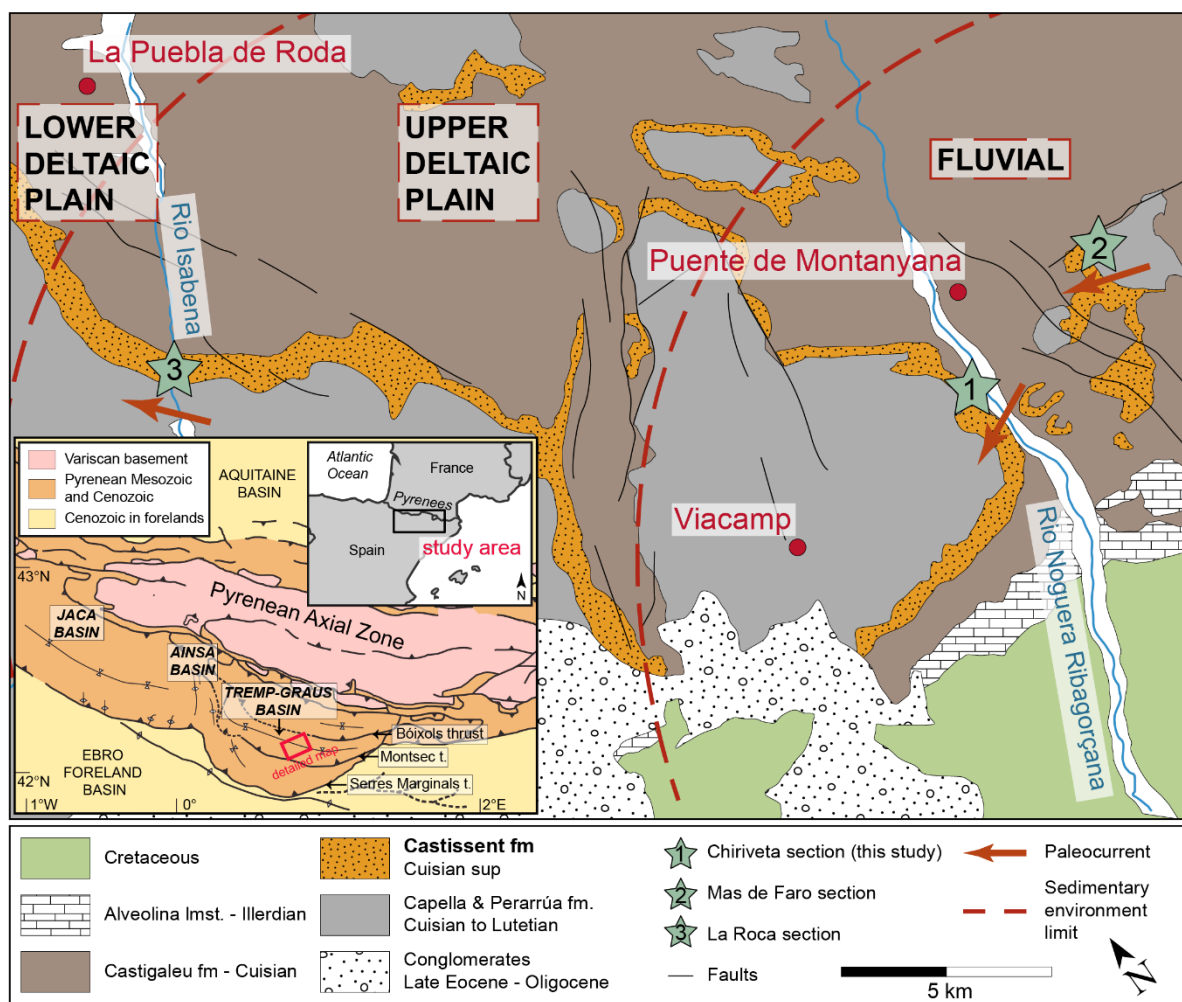 La Puebla de Roda
LOWER
DELTAIC
PLAIN
UPPER
DELTAIC
PLAIN
FLUVIAL
Rio Isabena
Puente de Montanyana
2
3
1
Viacamp
Rio Noguera Ribagorçana
Variscan basement
Pyrenean Mesozoic
and Cenozoic
Cenozoic in forelands
AQUITAINE
BASIN
Atlantic
Ocean
France
Pyrenees
Spain
study area
N
43°N
Pyrenean Axial Zone
JACA
BASIN
AINSA
BASIN
TREMP-GRAUS
BASIN
Bóixols thrust
detailed map
Montsec t.
EBRO
FORELAND
BASIN
Serres Marginals t.
42°N
1°W
0°
2°E
Cretaceous
Alveolina lmst. - Illerdian
Castigaleu fm - Cuisian
Castissent fm
Cuisian sup
Capella & Perarrúa fm.
Cuisian to Lutetian
Conglomerates
Late Eocene - Oligocene
1 Chiriveta section (this study)
2 Mas de Faro section
3 La Roca section
Faults
Paleocurrent
Sedimentary
environment
limit
5 km
N